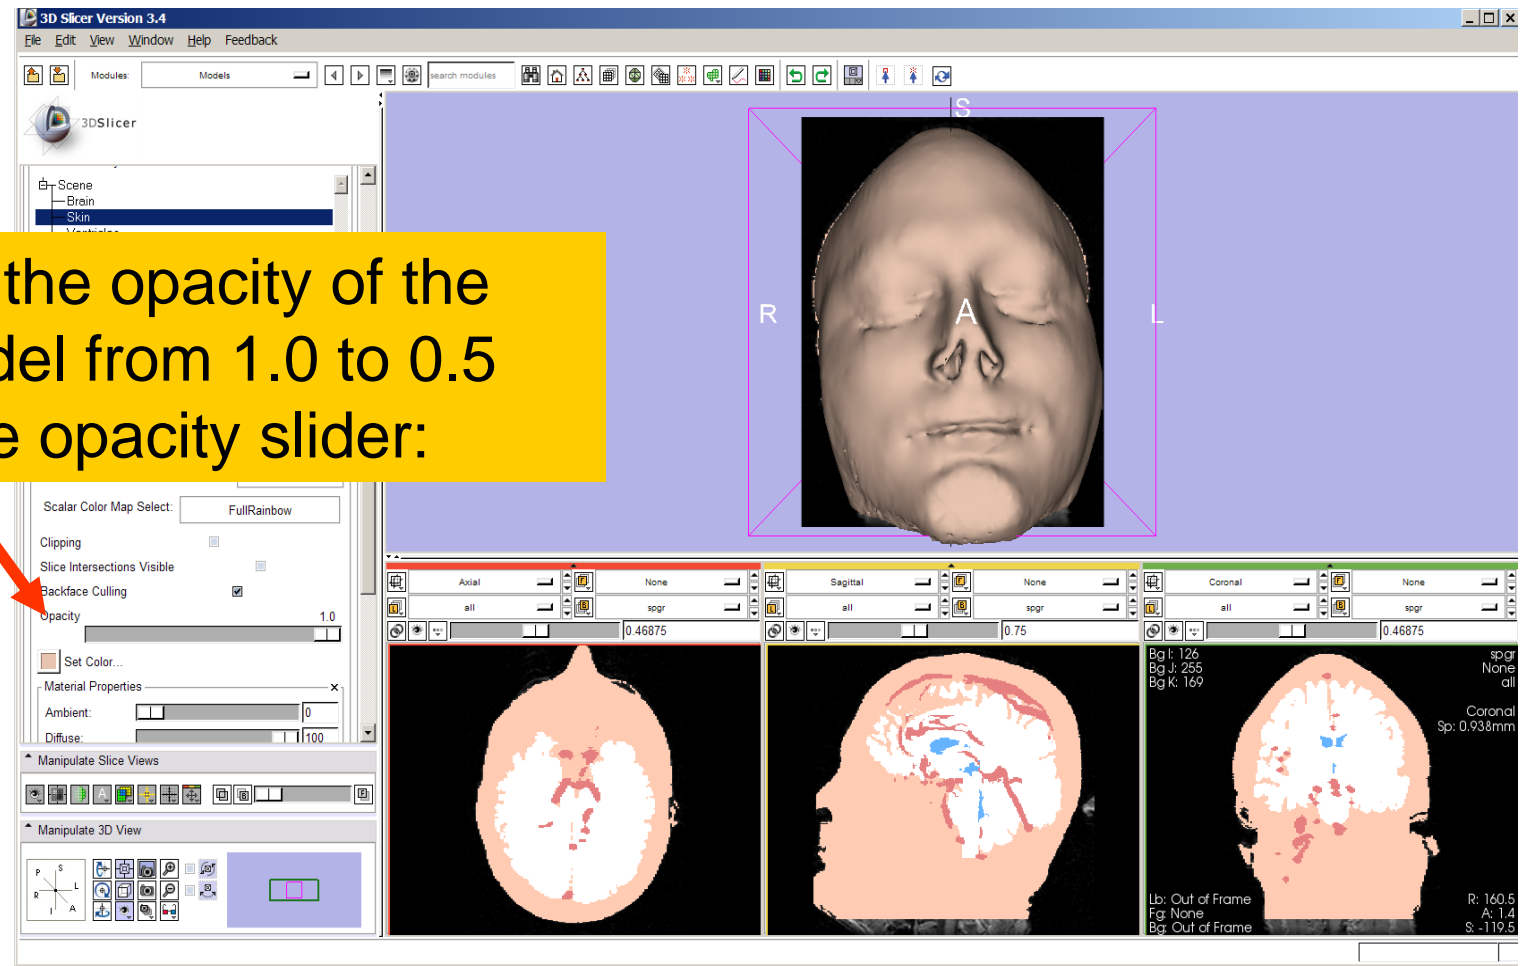 3D Slicer Version 3.4
File Edit View Window Help Feedback
Modules: Models search modules
3DSlicer
Scene
Brain
Skin
the opacity of the
del from 1.0 to 0.5
e opacity slider:
Scalar Color Map Select: FullRainbow
Clipping
Slice Intersections Visible
Backface Culling
Opacity 1.0
Set Color...
Material Properties x
Ambient: 0
Diffuse: 100
Manipulate Slice Views
Manipulate 3D View
P S
R L
I A
S
R A L
Axial None
all spgr
0.46875
Sagittal None
all spgr
0.75
Coronal None
all spgr
0.46875
Bg I: 126 spgr
Bg J: 255 None
Bg K: 169 all
Coronal
Sp: 0.938mm
Lb: Out of Frame R: 160.5
Fg: None A: 1.4
Bg: Out of Frame S: -119.5